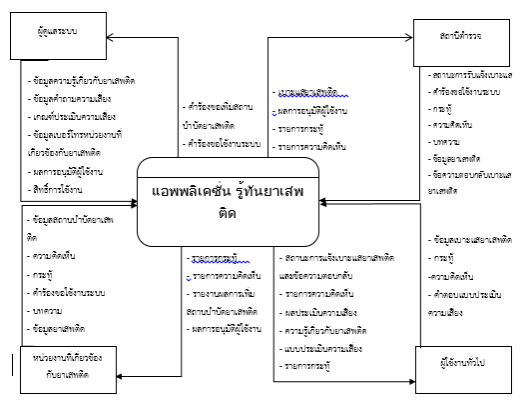 ผู้ดูแลระบบ
สถานีตำรวจ
- ข้อมูลความรู้เกี่ยวกับยาเสพติด
- ข้อมูลคำถามความเสี่ยง
- เกณฑ์ประเมินความเสี่ยง
- ข้อมูลเบอร์โทรหน่วยงานที่
เกี่ยวข้องกับยาเสพติด
- ผลการอนุมัติผู้ใช้งาน
- สิทธิ์การใช้งาน
- คำร้องขอเพิ่มสถาน
บำบัดยาเสพติด
- คำร้องขอใช้งานระบบ
- เบาะแสยาเสพติด
- ผลการอนุมัติผู้ใช้งาน
- รายการกระทู้
- รายการความคิดเห็น
- สถานะการรับแจ้งเบาะแส
- คำร้องขอใช้งานระบบ
- กระทู้
- ความคิดเห็น
- บทความ
- ข้อมูลยาเสพติด
- ข้อความตอบกลับเบาะแส
ยาเสพติด
แอพพลิเคชั่น รู้ทันยาเสพ
ติด
- ข้อมูลสถานบำบัดยาเสพ
ติด
- ความคิดเห็น
- กระทู้
- คำร้องขอใช้งานระบบ
- บทความ
- ข้อมูลยาเสพติด
- รายการกระทู้
- รายการความคิดเห็น
- รายงานผลการเพิ่ม
สถานบำบัดยาเสพติด
- ผลการอนุมัติผู้ใช้งาน
- สถานะการแจ้งเบาะแสยาเสพติด
และข้อความตอบกลับ
- รายการความคิดเห็น
- ผลประเมินความเสี่ยง
- ความรู้เกี่ยวกับยาเสพติด
- แบบประเมินความเสี่ยง
- รายการกระทู้
- ข้อมูลเบาะแสยาเสพติด
- กระทู้
-ความคิดเห็น
- คำตอบแบบประเมิน
ความเสี่ยง
หน่วยงานที่เกี่ยวข้อง
กับยาเสพติด
ผู้ใช้งานทั่วไป